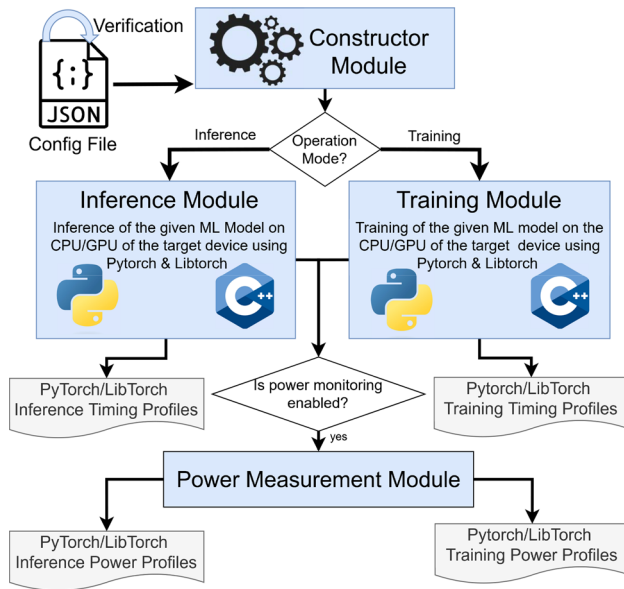 Verification
{;}
JSON
Config File
Constructor
Module
Inference
Operation
Mode?
Training
Inference Module
Inference of the given ML Model on
CPU/GPU of the target device using
Pytorch & Libtorch
C++
Training Module
Training of the given ML model on the
CPU/GPU of the target device using
Pytorch & Libtorch
C++
PyTorch/LibTorch
Inference Timing Profiles
Is power monitoring
enabled?
Pytorch/LibTorch
Training Timing Profiles
yes
Power Measurement Module
PyTorch/LibTorch
Inference Power Profiles
Pytorch/LibTorch
Training Power Profiles